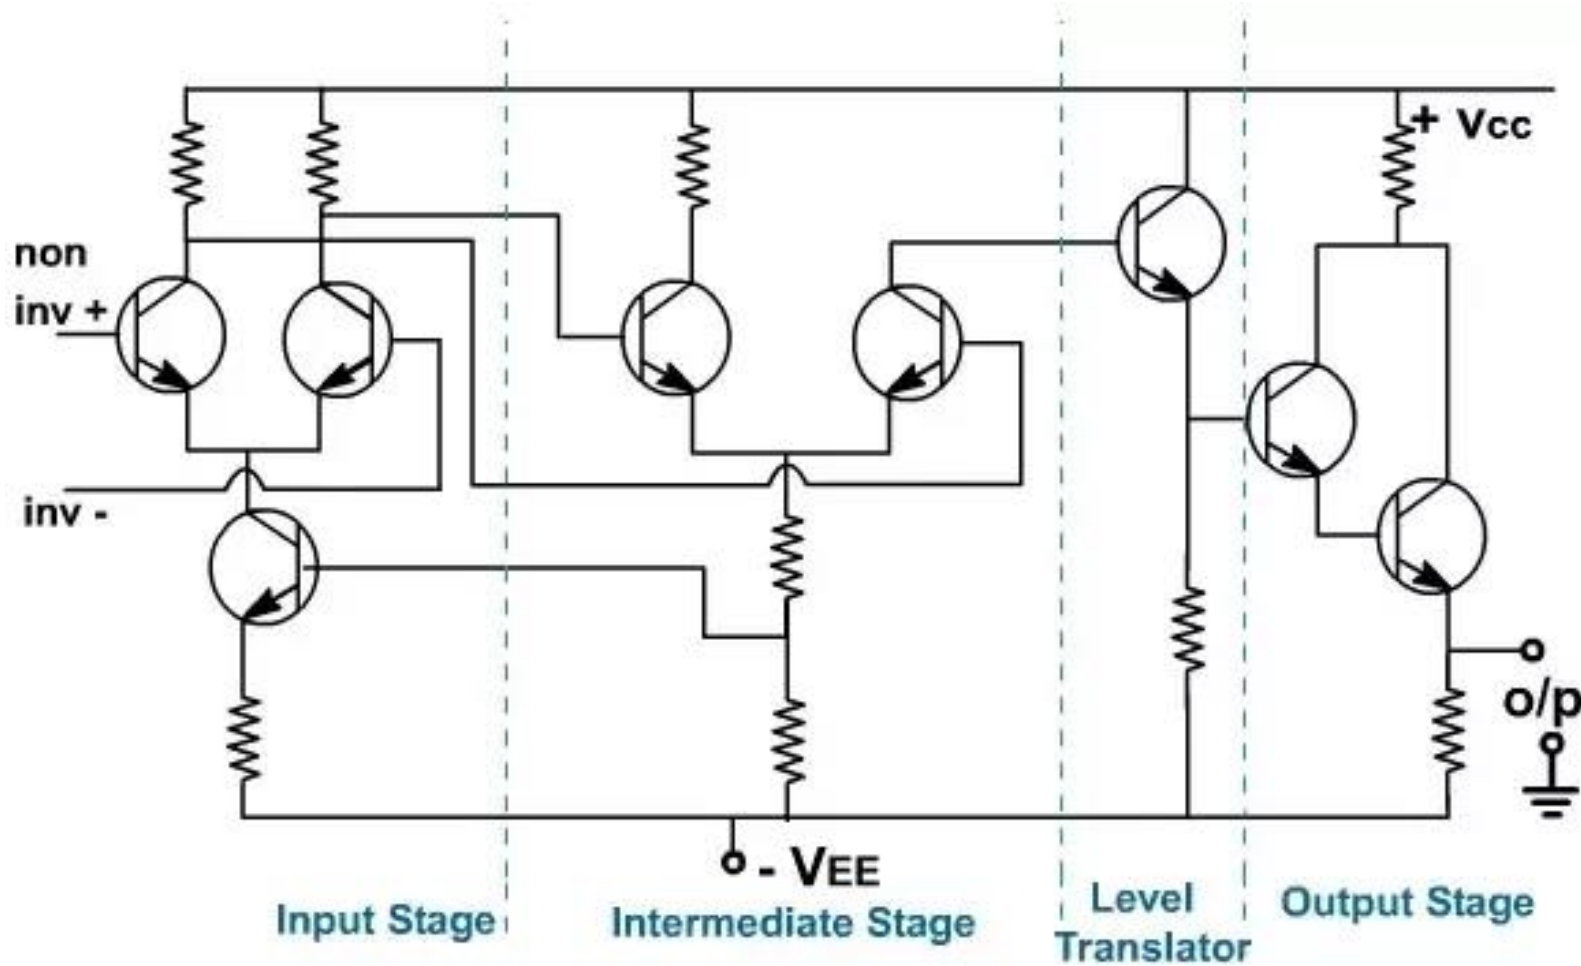 + Vcc
non
inv +
inv -
o/p
- VEE
Input Stage
Intermediate Stage
Level
Translator
Output Stage